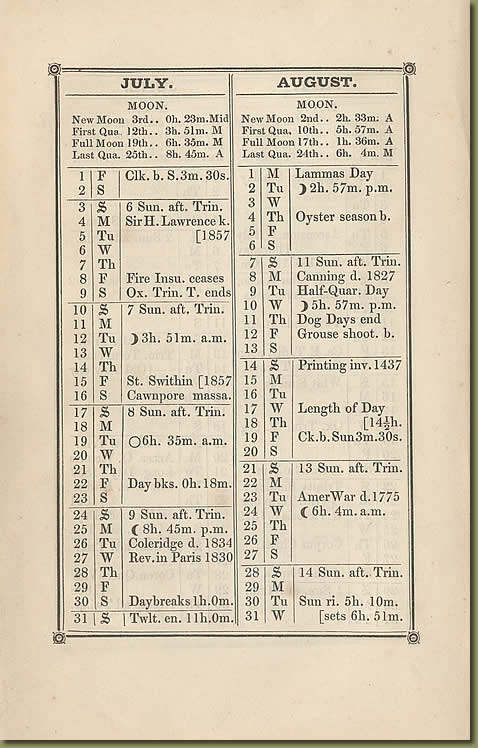 JULY.
MOON.
New Moon 3rd.. 0h. 23m. Mid
First Qua. 12th.. 3h. 51m. M
Full Moon 19th.. 6h. 35m. M
Last Qua. 25th.. 8h. 45m. A
1 F Clk. b. S. 3m. 30s.
2 S
3 S 6 Sun. aft. Trin.
4 M Sir H. Lawrence k.
5 Tu [1857
6 W
7 Th
8 F Fire Insu. ceases
9 S Ox. Trin. T. ends
10 S 7 Sun. aft. Trin.
11 M
12 Tu ☽ 3h. 51m. a.m.
13 W
14 Th
15 F St. Swithin [1857
16 S Cawnpore massa.
17 S 8 Sun. aft. Trin.
18 M
19 Tu ○ 6h. 35m. a.m.
20 W
21 Th
22 F Day bks. 0h. 18m.
23 S
24 S 9 Sun. aft. Trin.
25 M ☾ 8h. 45m. p.m.
26 Tu Coleridge d. 1834
27 W Rev. in Paris 1830
28 Th
29 F
30 S Daybreaks 1h. 0m.
31 S Twlt. en. 11h. 0m.
AUGUST.
MOON.
New Moon 2nd.. 2h. 33m. A
First Qua. 10th.. 5h. 57m. A
Full Moon 17th.. 1h. 36m. A
Last Qua. 24th.. 6h. 4m. M
1 M Lammas Day
2 Tu ☽ 2h. 57m. p.m.
3 W
4 Th Oyster season b.
5 F
6 S
7 S 11 Sun. aft. Trin.
8 M Canning d. 1827
9 Tu Half-Quar. Day
10 W ☽ 5h. 57m. p.m.
11 Th Dog Days end
12 F Grouse shoot. b.
13 S
14 S Printing inv. 1437
15 M
16 Tu
17 W Length of Day
18 Th [14½h.
19 F Ck. b. Sun 3m. 30s.
20 S
21 S 13 Sun. aft. Trin.
22 M
23 Tu Amer War d. 1775
24 W ☾ 6h. 4m. a.m.
25 Th
26 F
27 S
28 S 14 Sun. aft. Trin.
29 M
30 Tu Sun ri. 5h. 10m.
31 W [sets 6h. 51m.